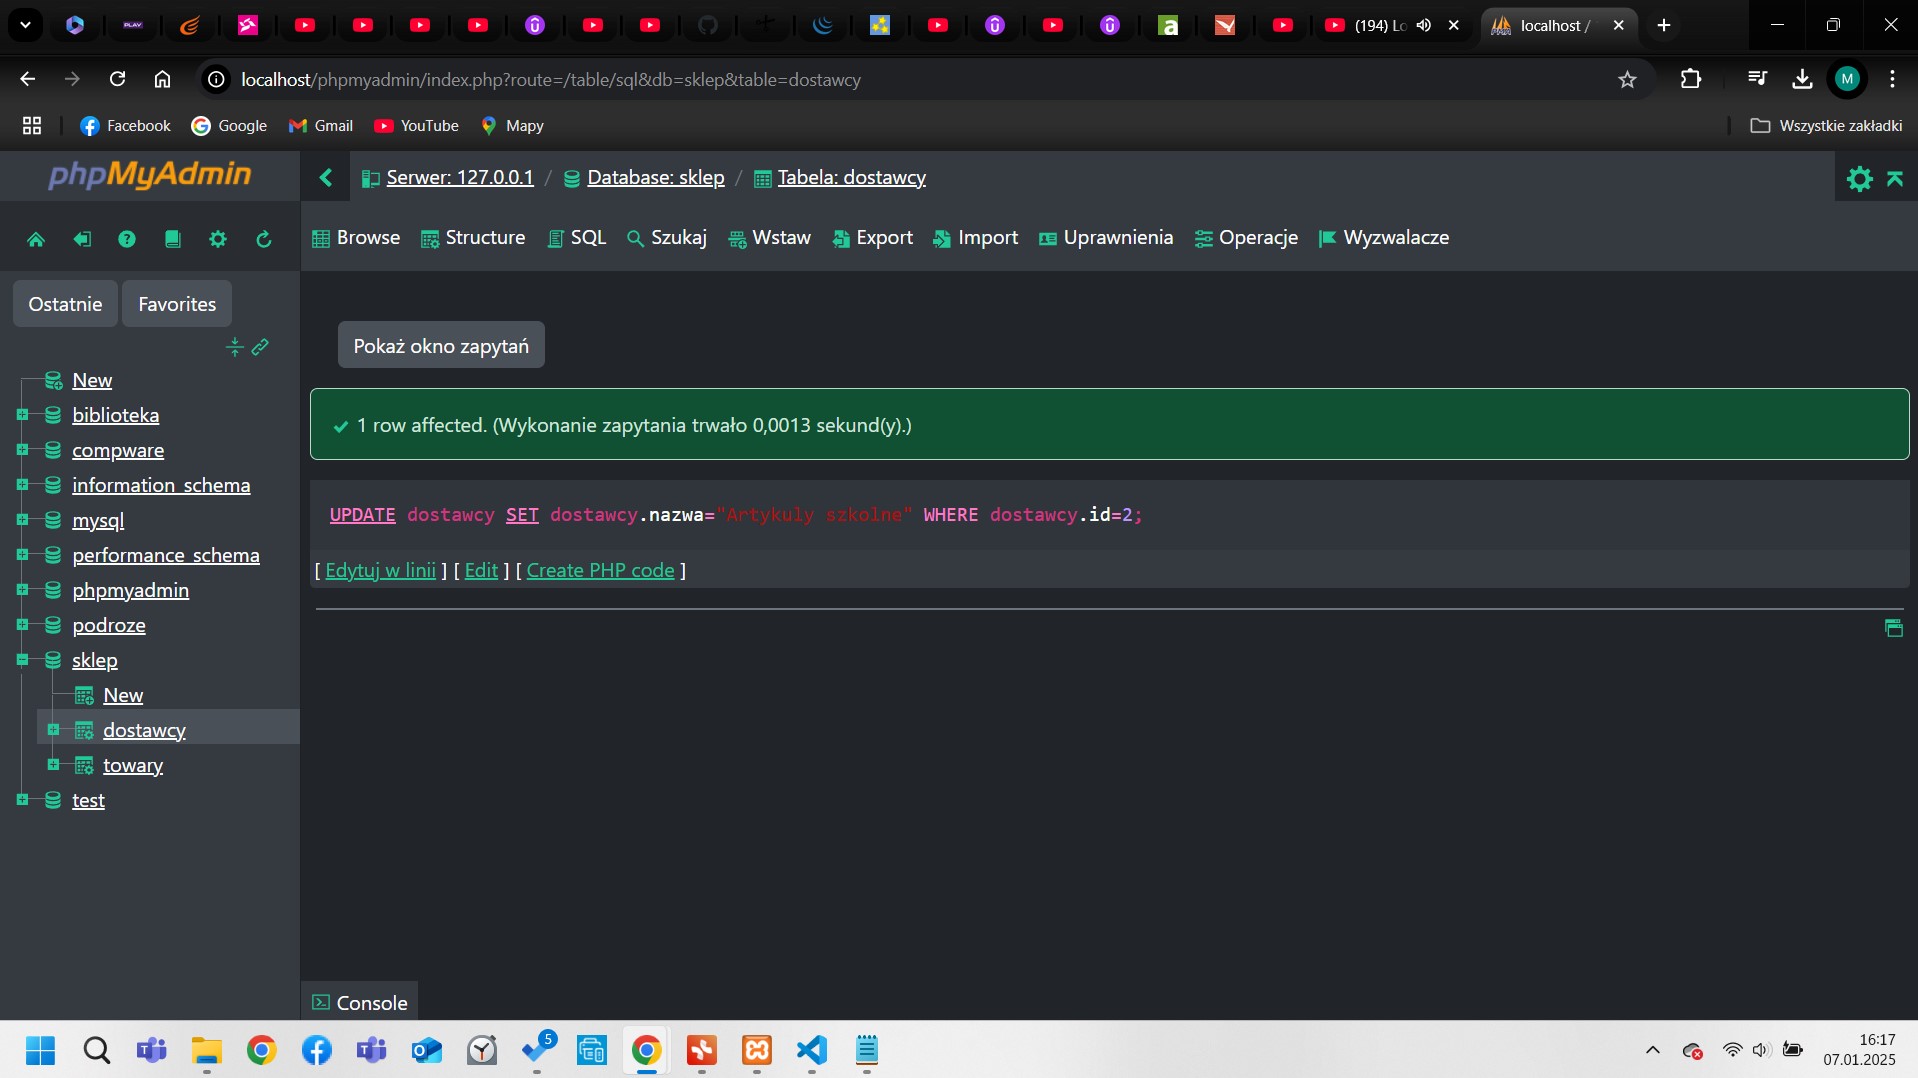 PLAY
(194) Lo
localhost /
localhost/phpmyadmin/index.php?route=/table/sql&db=sklep&table=dostawcy
M
Facebook
Google
Gmail
YouTube
Mapy
Wszystkie zakładki
phpMyAdmin
Serwer: 127.0.0.1 / Database: sklep / Tabela: dostawcy
Browse
Structure
SQL
Szukaj
Wstaw
Export
Import
Uprawnienia
Operacje
Wyzwalacze
Ostatnie
Favorites
New
biblioteka
compware
information_schema
mysql
performance_schema
phpmyadmin
podroze
sklep
New
dostawcy
towary
test
Pokaż okno zapytań
1 row affected. (Wykonanie zapytania trwało 0,0013 sekund(y).)
UPDATE dostawcy SET dostawcy.nazwa="Artykuly szkolne" WHERE dostawcy.id=2;
[ Edytuj w linii ] [ Edit ] [ Create PHP code ]
Console
5
16:17
07.01.2025